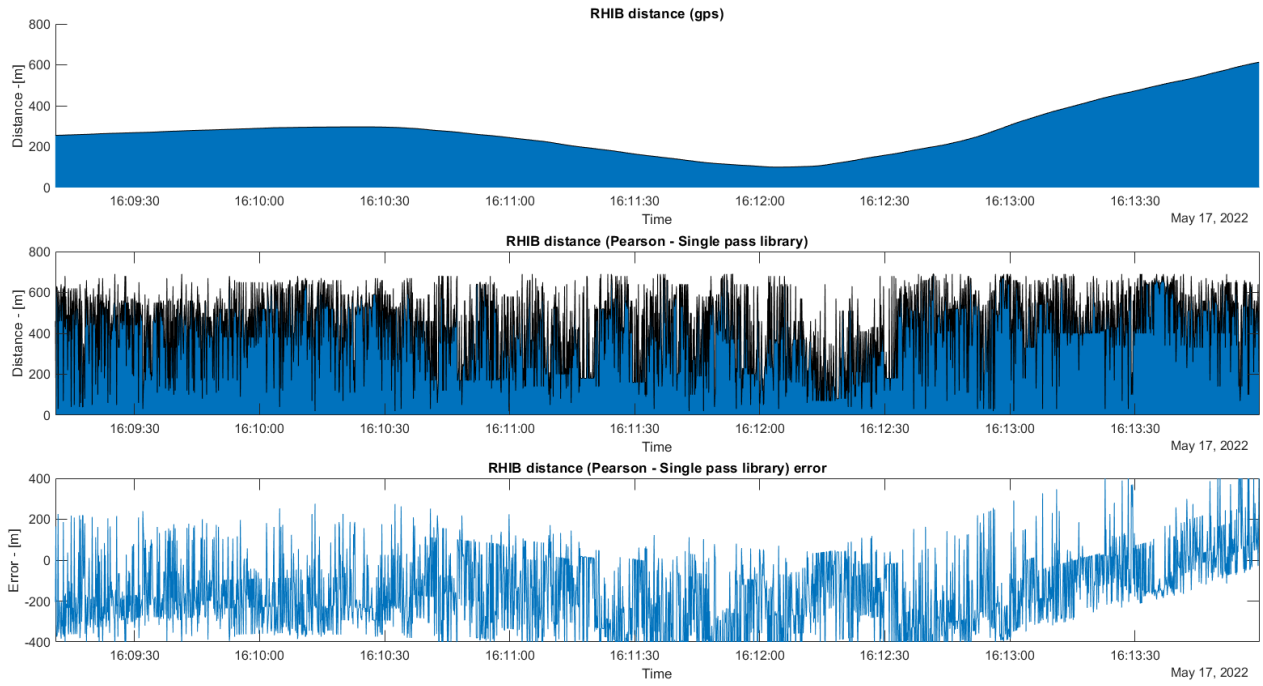 RHIB distance (gps)
800
600
400
200
0
Distance -[m]
16:09:30 16:10:00 16:10:30 16:11:00 16:11:30 16:12:00 16:12:30 16:13:00 16:13:30
Time
May 17, 2022
RHIB distance (Pearson - Single pass library)
800
600
400
200
0
Distance - [m]
16:09:30 16:10:00 16:10:30 16:11:00 16:11:30 16:12:00 16:12:30 16:13:00 16:13:30
Time
May 17, 2022
RHIB distance (Pearson - Single pass library) error
400
200
0
-200
-400
Error - [m]
16:09:30 16:10:00 16:10:30 16:11:00 16:11:30 16:12:00 16:12:30 16:13:00 16:13:30
Time
May 17, 2022